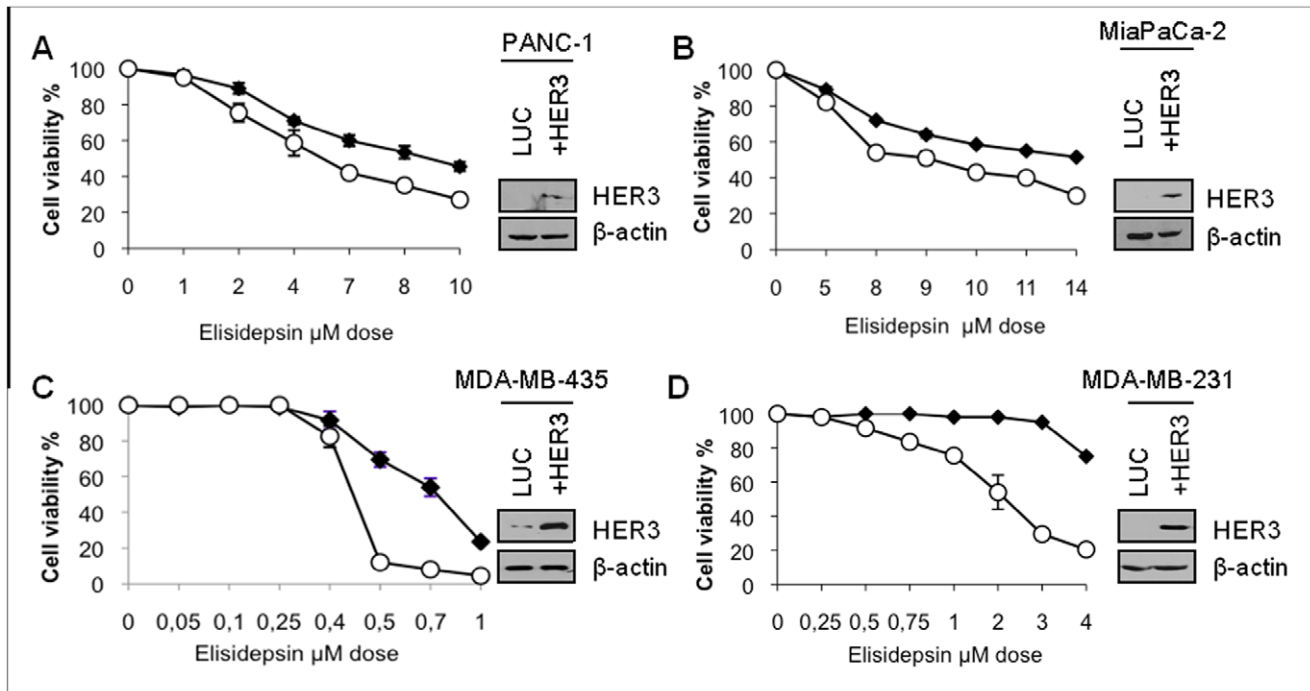 A
PANC-1
LUC
+HER3
Cell viability %
100
80
60
40
20
0
0 1 2 4 7 8 10
Elisidepsin µM dose
HER3
β-actin
B
MiaPaCa-2
LUC
+HER3
Cell viability %
100
80
60
40
20
0
0 5 8 9 10 11 14
Elisidepsin µM dose
HER3
β-actin
C
MDA-MB-435
LUC
+HER3
Cell viability %
100
80
60
40
20
0
0 0,05 0,1 0,25 0,4 0,5 0,7 1
Elisidepsin µM dose
HER3
β-actin
D
MDA-MB-231
LUC
+HER3
Cell viability %
100
80
60
40
20
0
0 0,25 0,5 0,75 1 2 3 4
Elisidepsin µM dose
HER3
β-actin